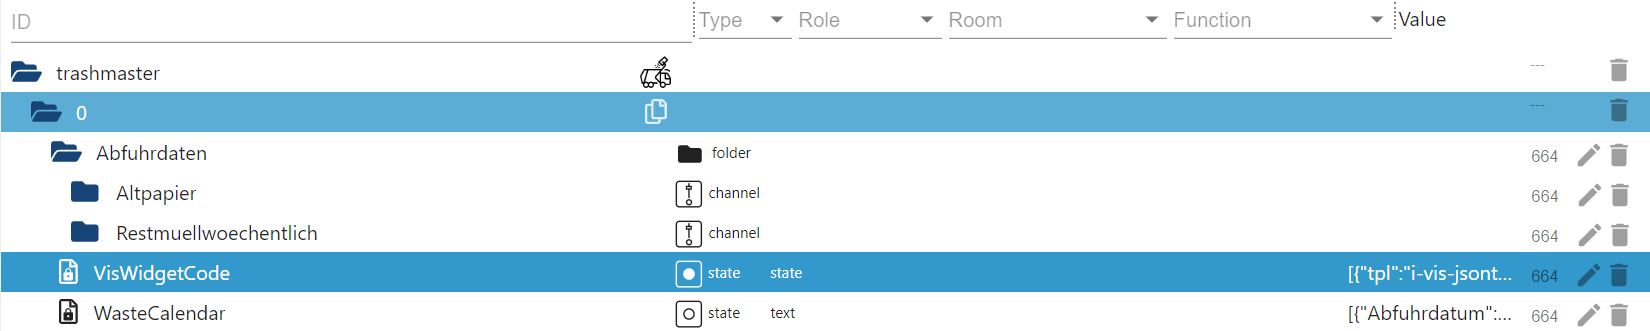 ID Type Role Room Function Value
trashmaster ---
0 ---
Abfuhrdaten folder 664
Altpapier channel 664
Restmuellwoechentlich channel 664
VisWidgetCode state state [{"tpl":"i-vis-jsont... 664
WasteCalendar state text [{"Abfuhrdatum":... 664